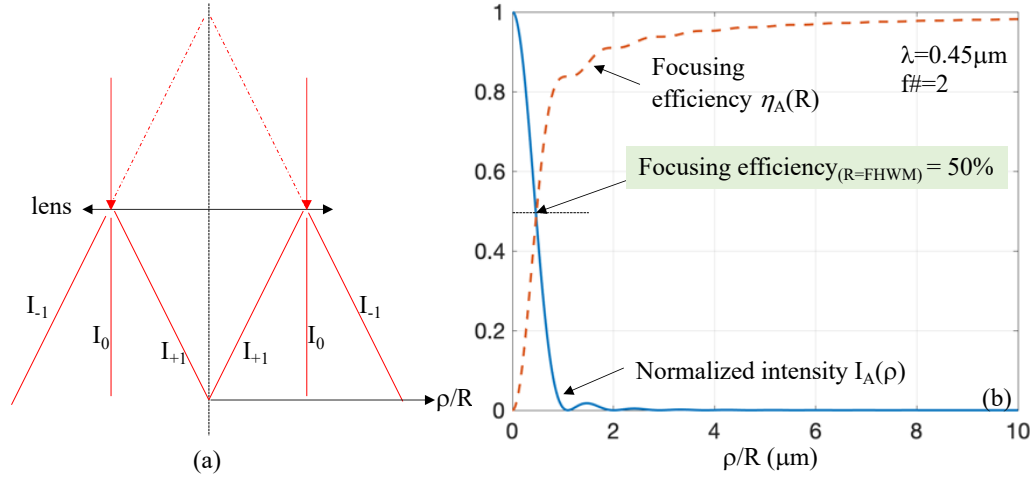 lens
I-1
I0
I+1
I+1
I0
I-1
ρ/R
(a)
1
0.8
0.6
0.4
0.2
0
0
2
4
6
8
10
ρ/R (μm)
λ=0.45μm
f#=2
Focusing
efficiency ηA(R)
Focusing efficiency(R=FHWM) = 50%
Normalized intensity IA(ρ)
(b)